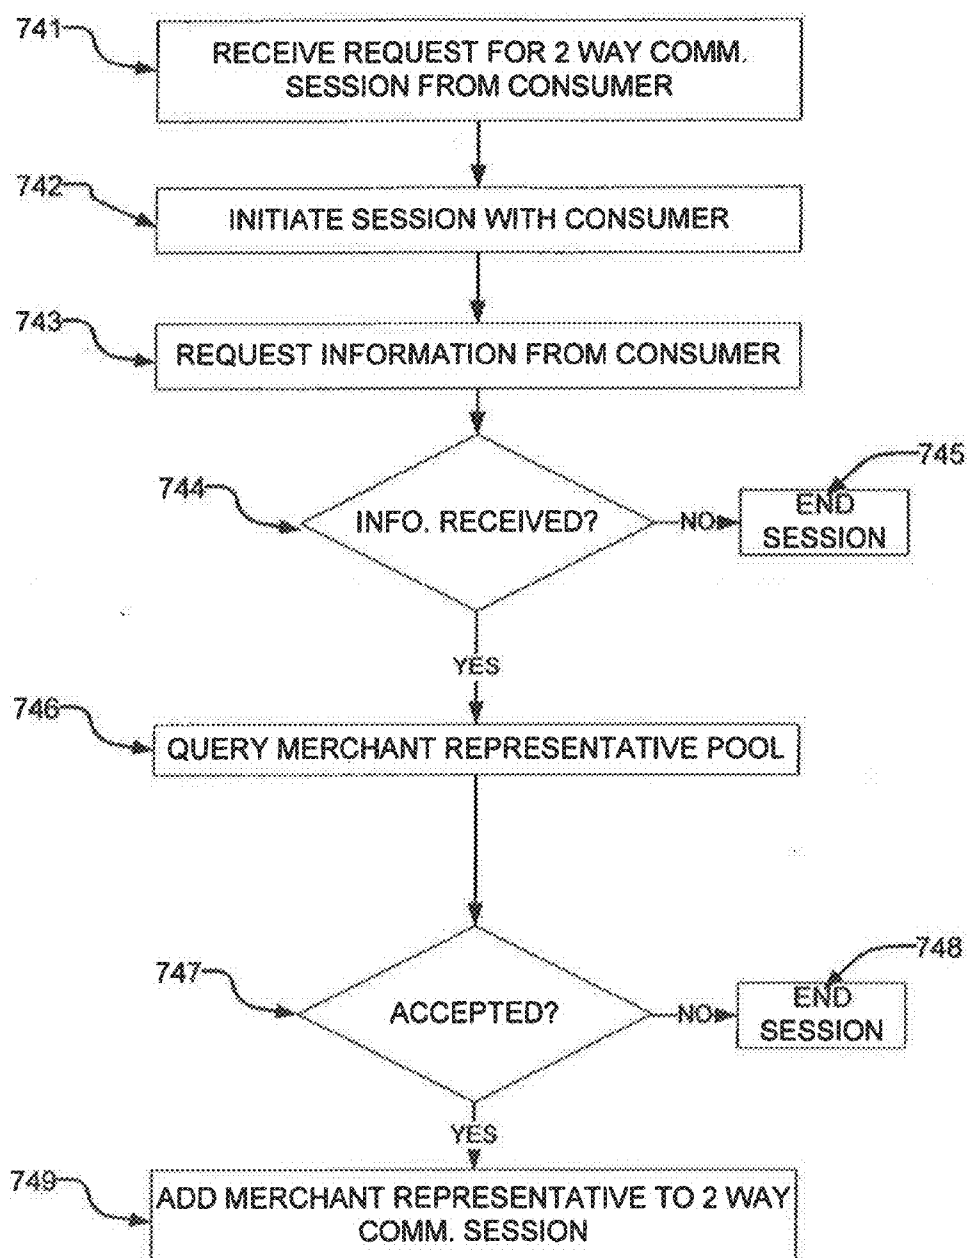 741
RECEIVE REQUEST FOR 2 WAY COMM.
SESSION FROM CONSUMER
742
INITIATE SESSION WITH CONSUMER
743
REQUEST INFORMATION FROM CONSUMER
744
INFO. RECEIVED?
NO
745
END
SESSION
YES
746
QUERY MERCHANT REPRESENTATIVE POOL
747
ACCEPTED?
NO
748
END
SESSION
YES
749
ADD MERCHANT REPRESENTATIVE TO 2 WAY
COMM. SESSION